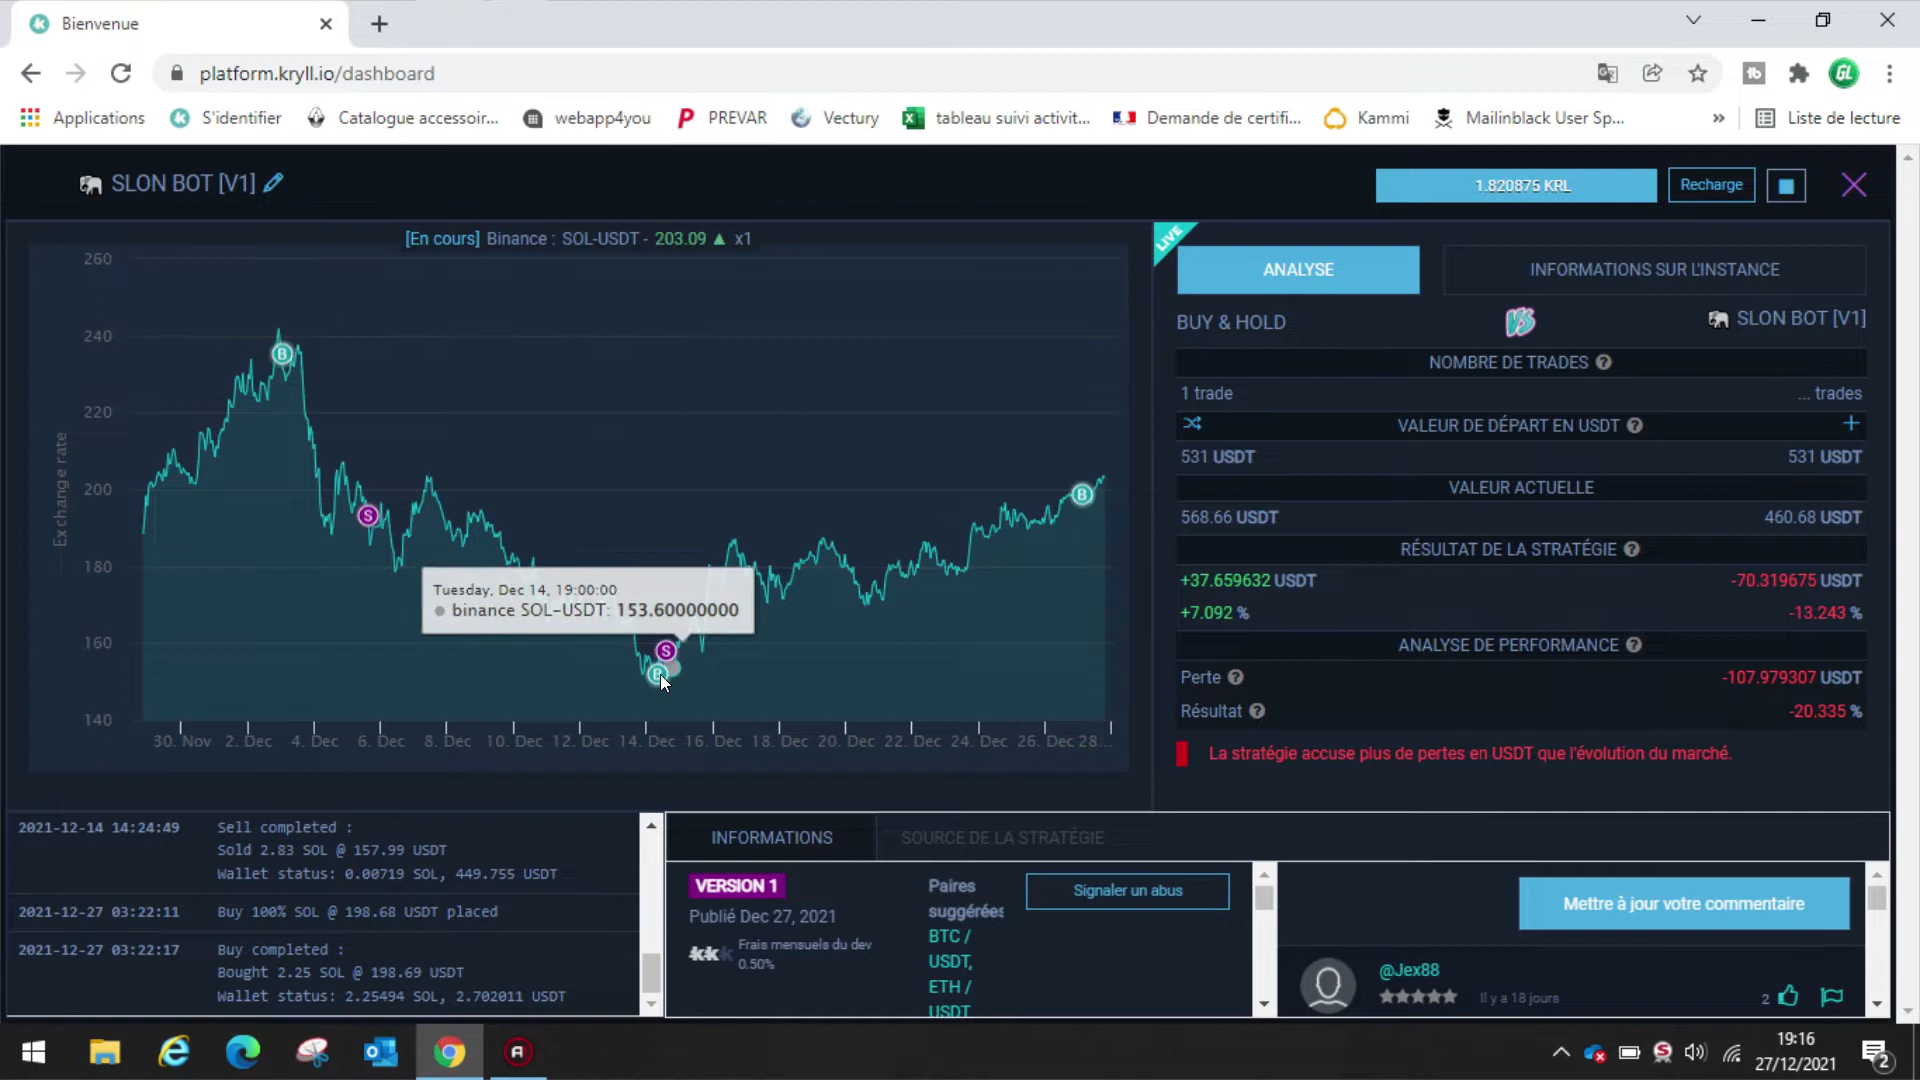 Bienvenue
platform.kryll.io/dashboard
GL
Applications
S'identifier
Catalogue accessoir...
webapp4you
PREVAR
Vectury
tableau suivi activit...
Demande de certifi...
Kammi
Mailinblack User Sp...
»
Liste de lecture
SLON BOT [V1]
1.820875 KRL
Recharge
[En cours] Binance : SOL-USDT - 203.09 ▲ x1
LIVE
ANALYSE
INFORMATIONS SUR L'INSTANCE
Exchange rate
260
240
220
200
180
160
140
B
S
S
B
B
Tuesday, Dec 14, 19:00:00
binance SOL-USDT: 153.60000000
30. Nov 2. Dec 4. Dec 6. Dec 8. Dec 10. Dec 12. Dec 14. Dec 16. Dec 18. Dec 20. Dec 22. Dec 24. Dec 26. Dec 28...
BUY & HOLD
VS
SLON BOT [V1]
NOMBRE DE TRADES
1 trade
... trades
VALEUR DE DÉPART EN USDT
531 USDT
531 USDT
VALEUR ACTUELLE
568.66 USDT
460.68 USDT
RÉSULTAT DE LA STRATÉGIE
+37.659632 USDT
-70.319675 USDT
+7.092 %
-13.243 %
ANALYSE DE PERFORMANCE
Perte
-107.979307 USDT
Résultat
-20.335 %
La stratégie accuse plus de pertes en USDT que l'évolution du marché.
2021-12-14 14:24:49 Sell completed :
Sold 2.83 SOL @ 157.99 USDT
Wallet status: 0.00719 SOL, 449.755 USDT
2021-12-27 03:22:11 Buy 100% SOL @ 198.68 USDT placed
2021-12-27 03:22:17 Buy completed :
Bought 2.25 SOL @ 198.69 USDT
Wallet status: 2.25494 SOL, 2.702011 USDT
INFORMATIONS
SOURCE DE LA STRATÉGIE
VERSION 1
Publié Dec 27, 2021
Frais mensuels du dev
0.50%
Paires
suggérées
BTC /
USDT,
ETH /
USDT
Signaler un abus
Mettre à jour votre commentaire
@Jex88
Il y a 18 jours
2
19:16
27/12/2021
2